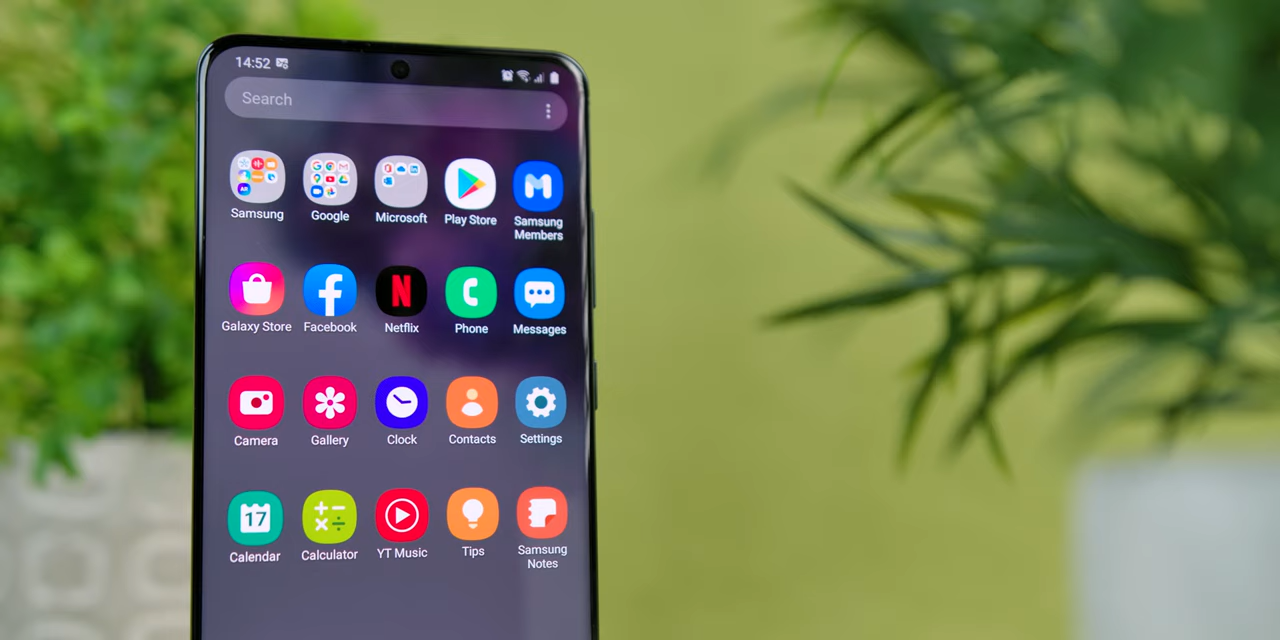 14:52
Search
Samsung
Google
Microsoft
Play Store
Samsung
Members
Galaxy Store
Facebook
N
Netflix
Phone
Messages
Camera
Gallery
Clock
Contacts
Settings
17
Calendar
Calculator
YT Music
Tips
Samsung
Notes